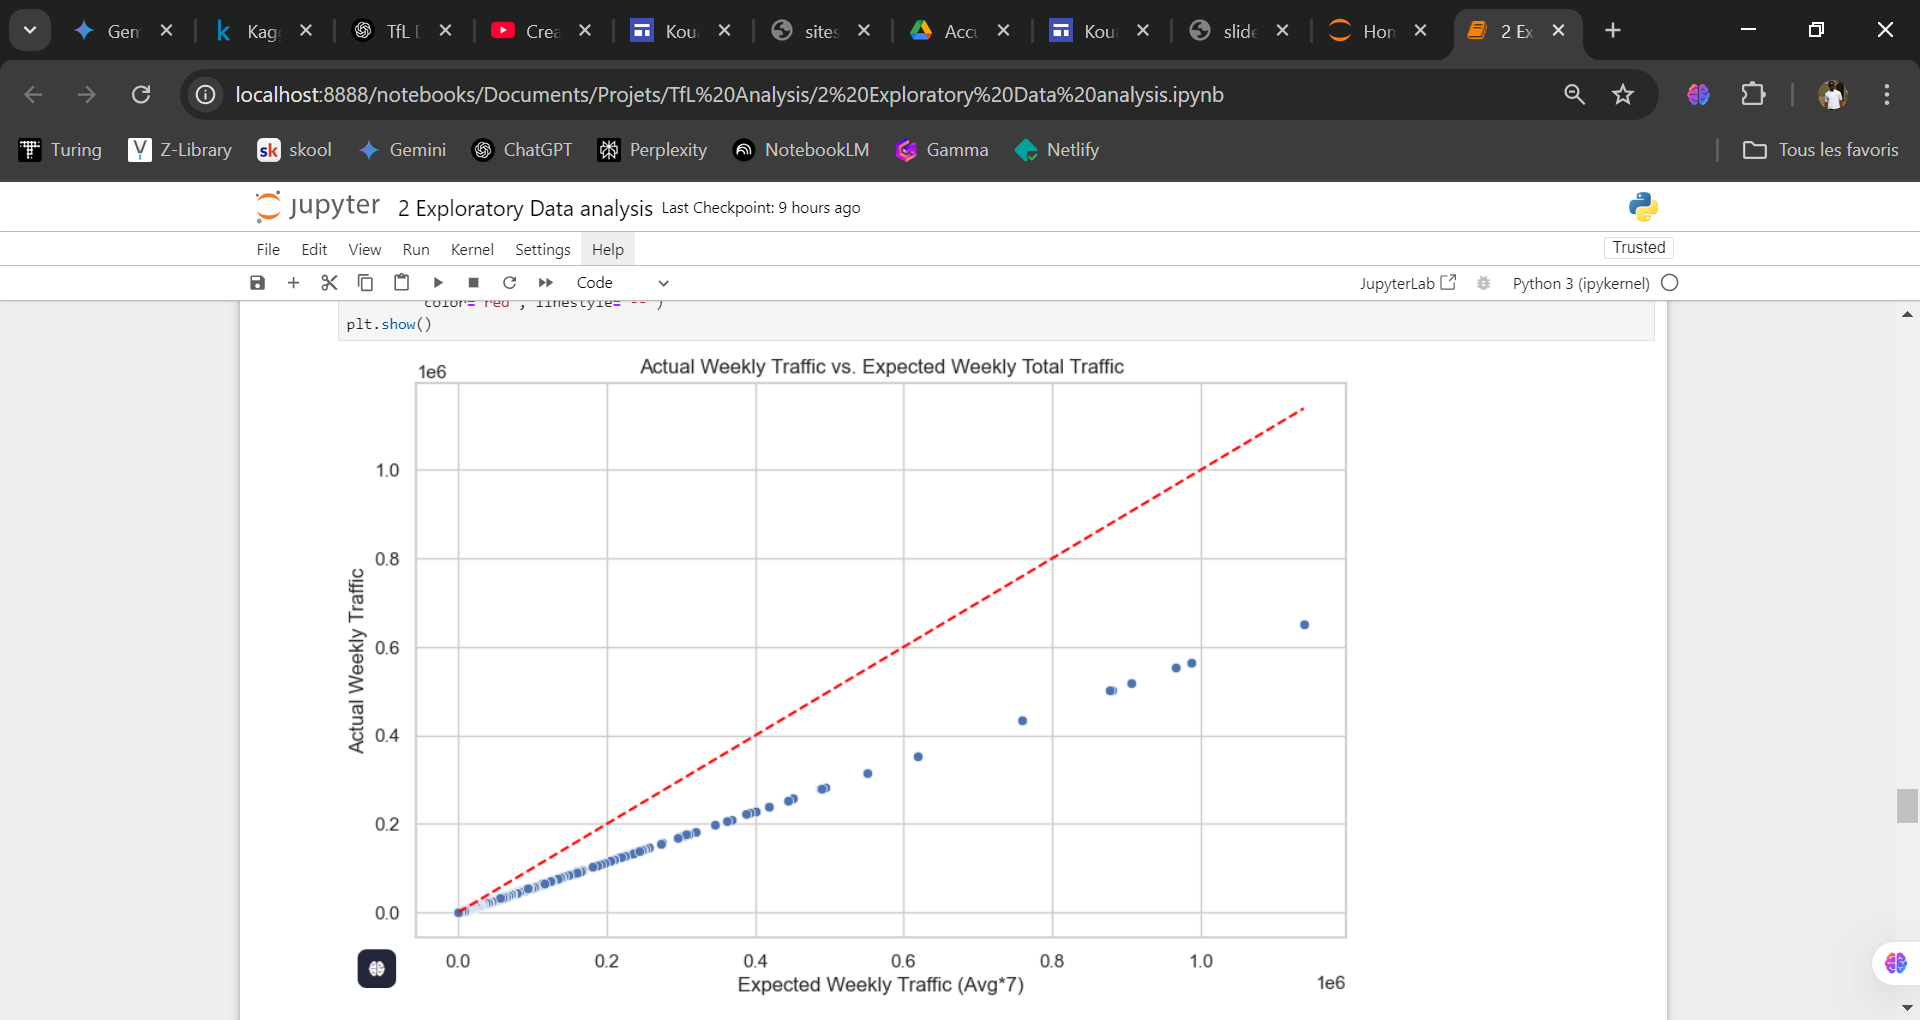 Gen
Kag
TfL D
Crea
Kou
sites
Accu
Kou
slide
Hon
2 Ex
localhost:8888/notebooks/Documents/Projets/TfL%20Analysis/2%20Exploratory%20Data%20analysis.ipynb
Turing
Z-Library
sk skool
Gemini
ChatGPT
Perplexity
NotebookLM
Gamma
Netlify
Tous les favoris
jupyter 2 Exploratory Data analysis Last Checkpoint: 9 hours ago
File Edit View Run Kernel Settings Help
Trusted
Code
JupyterLab
Python 3 (ipykernel)
color='red', linestyle='--')
plt.show()
Actual Weekly Traffic vs. Expected Weekly Total Traffic
1e6
1.0
0.8
0.6
0.4
0.2
0.0
Actual Weekly Traffic
0.0 0.2 0.4 0.6 0.8 1.0
Expected Weekly Traffic (Avg*7)
1e6